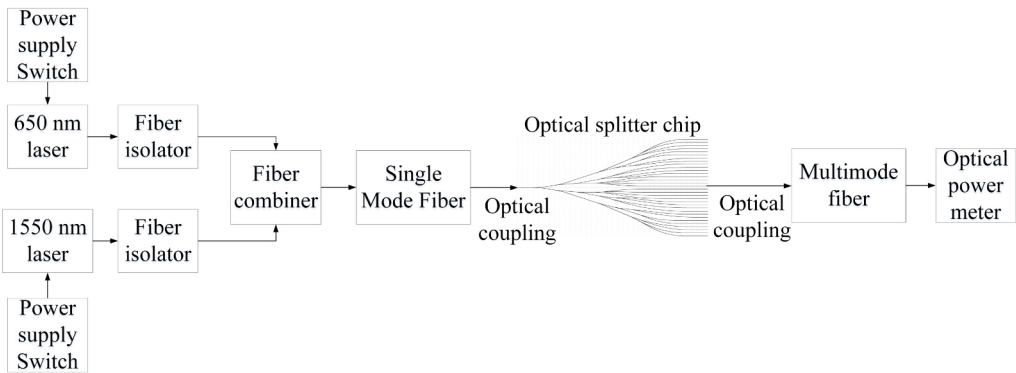 Power
supply
Switch
650 nm
laser
Fiber
isolator
Fiber
combiner
1550 nm
laser
Fiber
isolator
Power
supply
Switch
Single
Mode Fiber
Optical
coupling
Optical splitter chip
Optical
coupling
Multimode
fiber
Optical
power
meter